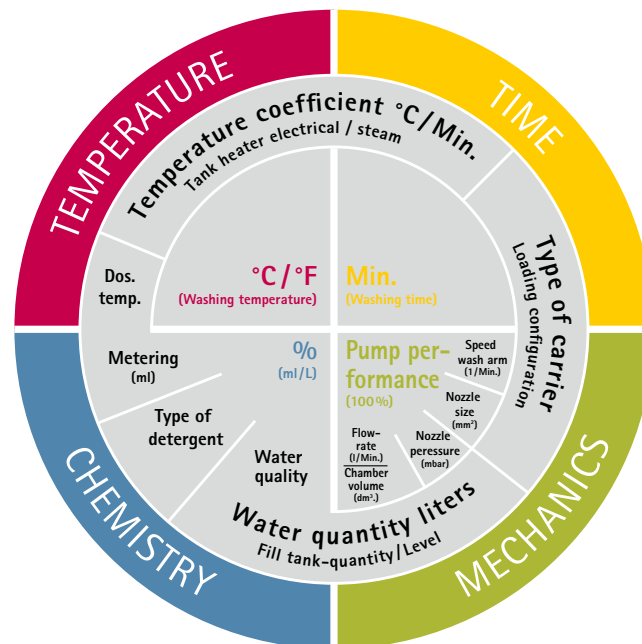 TEMPERATURE
TIME
Temperature coefficient °C/Min.
Tank heater electrical / steam
Type of carrier
Loading configuration
Dos.
temp.
°C/°F
(Washing temperature)
Min.
(Washing time)
Metering
(ml)
%
(ml/L)
Pump per-
formance
(100%)
Speed
wash arm
(1/Min.)
Nozzle
size
(mm²)
Type of
detergent
Water
quality
Flow-
rate
(l/Min.)
Chamber
volume
(dm².)
Nozzle
peressure
(mbar)
Water quantity liters
Fill tank-quantity/Level
CHEMISTRY
MECHANICS